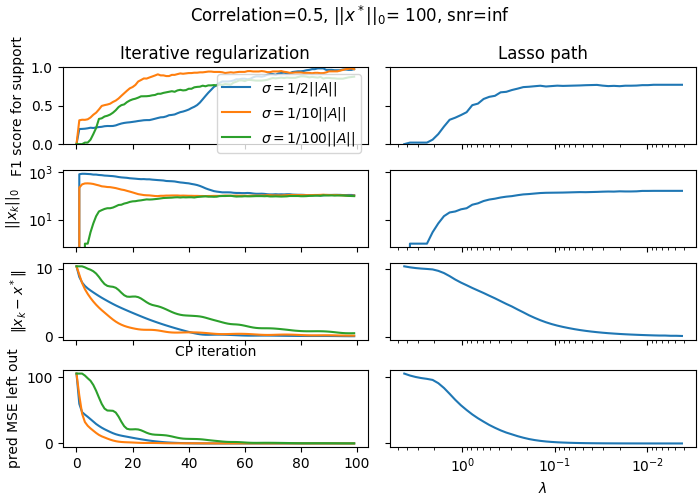 Correlation=0.5, ||x*||₀= 100, snr=inf
Iterative regularization
Lasso path
F1 score for support
1.0
0.5
0.0
σ = 1/2||A||
σ = 1/10||A||
σ = 1/100||A||
||xₖ||₀
10³
10¹
‖xₖ − x*‖
10
0
CP iteration
pred MSE left out
100
0
0 20 40 60 80 100
10⁰ 10⁻¹ 10⁻²
λ